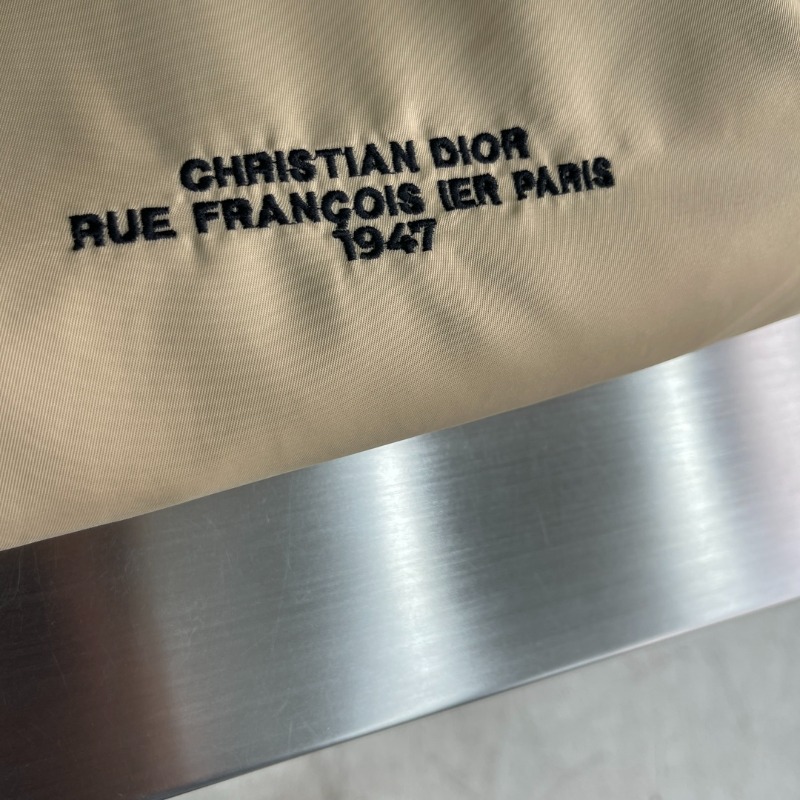 CHRISTIAN DIOR
RUE FRANÇOIS IER PARIS
1947